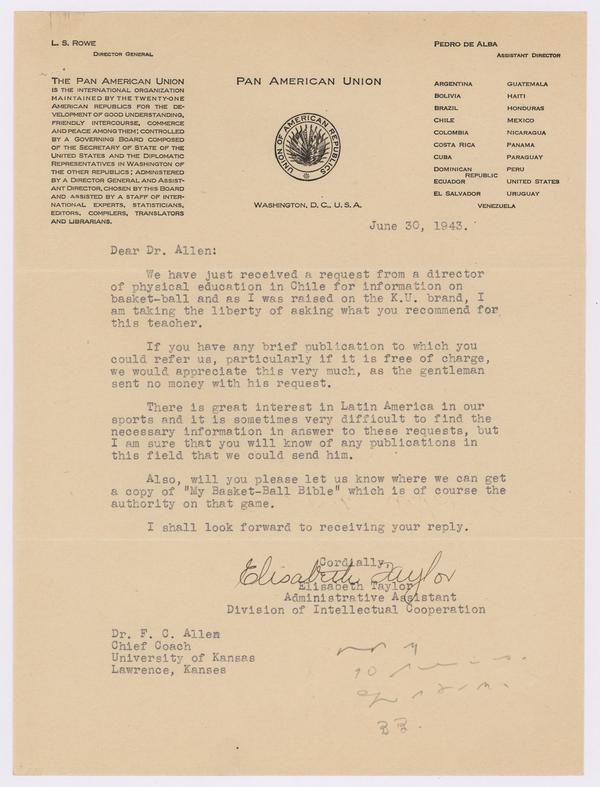 L. S. ROWE
DIRECTOR GENERAL
PEDRO DE ALBA
ASSISTANT DIRECTOR
THE PAN AMERICAN UNION
IS THE INTERNATIONAL ORGANIZATION
MAINTAINED BY THE TWENTY-ONE
AMERICAN REPUBLICS FOR THE DE-
VELOPMENT OF GOOD UNDERSTANDING,
FRIENDLY INTERCOURSE, COMMERCE
AND PEACE AMONG THEM; CONTROLLED
BY A GOVERNING BOARD COMPOSED
OF THE SECRETARY OF STATE OF THE
UNITED STATES AND THE DIPLOMATIC
REPRESENTATIVES IN WASHINGTON OF
THE OTHER REPUBLICS; ADMINISTERED
BY A DIRECTOR GENERAL AND ASSIST-
ANT DIRECTOR, CHOSEN BY THIS BOARD
AND ASSISTED BY A STAFF OF INTER-
NATIONAL EXPERTS, STATISTICIANS,
EDITORS, COMPILERS, TRANSLATORS
AND LIBRARIANS.
PAN AMERICAN UNION
UNION OF AMERICAN REPUBLICS
WASHINGTON, D. C., U. S. A.
ARGENTINA GUATEMALA
BOLIVIA HAITI
BRAZIL HONDURAS
CHILE MEXICO
COLOMBIA NICARAGUA
COSTA RICA PANAMA
CUBA PARAGUAY
DOMINICAN REPUBLIC PERU
ECUADOR UNITED STATES
EL SALVADOR URUGUAY
VENEZUELA
June 30, 1943.
Dear Dr. Allen:
We have just received a request from a director
of physical education in Chile for information on
basket-ball and as I was raised on the K.U. brand, I
am taking the liberty of asking what you recommend for
this teacher.
If you have any brief publication to which you
could refer us, particularly if it is free of charge,
we would appreciate this very much, as the gentleman
sent no money with his request.
There is great interest in Latin America in our
sports and it is sometimes very difficult to find the
necessary information in answer to these requests, but
I am sure that you will know of any publications in
this field that we could send him.
Also, will you please let us know where we can get
a copy of "My Basket-Ball Bible" which is of course the
authority on that game.
I shall look forward to receiving your reply.
Cordially,
Elisabeth Taylor
Elisabeth Taylor
Administrative Assistant
Division of Intellectual Cooperation
Dr. F. C. Allen
Chief Coach
University of Kansas
Lawrence, Kanses